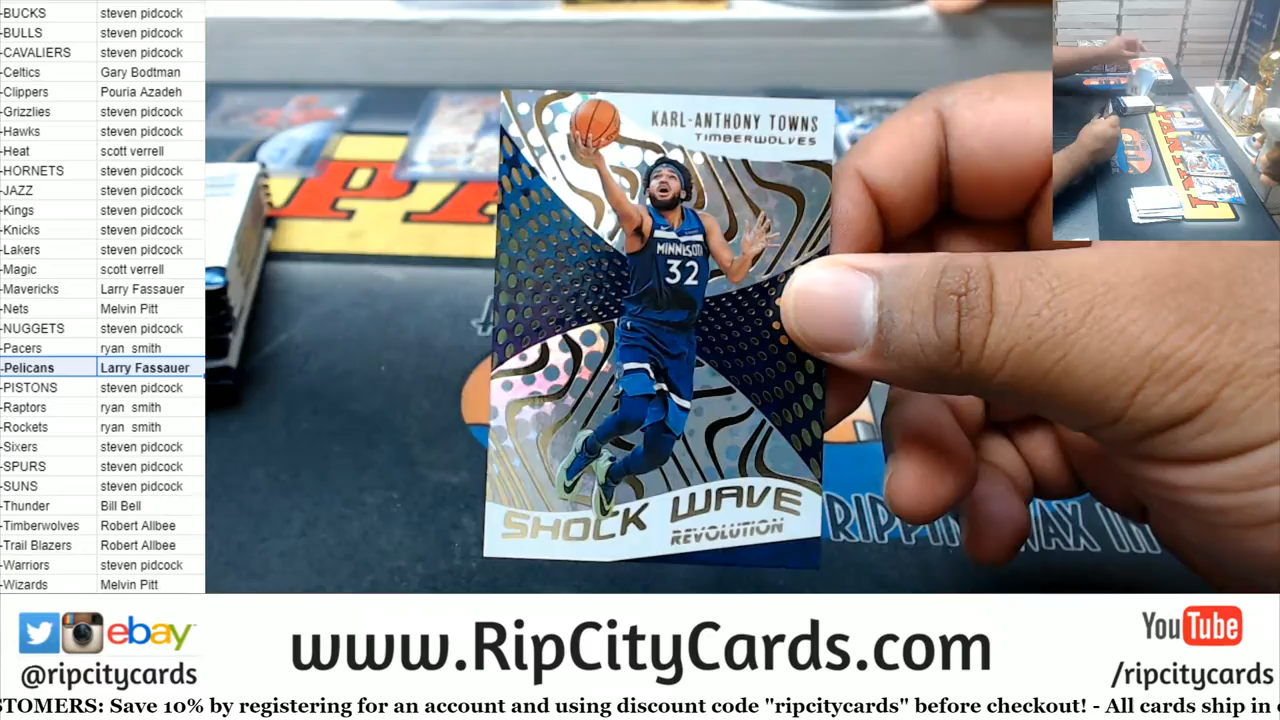 -BUCKS steven pidcock
-BULLS steven pidcock
-CAVALIERS steven pidcock
-Celtics Gary Bodtman
-Clippers Pouria Azadeh
-Grizzlies steven pidcock
-Hawks steven pidcock
-Heat scott verrell
-HORNETS steven pidcock
-JAZZ steven pidcock
-Kings steven pidcock
-Knicks steven pidcock
-Lakers steven pidcock
-Magic scott verrell
-Mavericks Larry Fassauer
-Nets Melvin Pitt
-NUGGETS steven pidcock
-Pacers ryan smith
-Pelicans Larry Fassauer
-PISTONS steven pidcock
-Raptors ryan smith
-Rockets ryan smith
-Sixers steven pidcock
-SPURS steven pidcock
-SUNS steven pidcock
-Thunder Bill Bell
-Timberwolves Robert Allbee
-Trail Blazers Robert Allbee
-Warriors steven pidcock
-Wizards Melvin Pitt
KARL-ANTHONY TOWNS
TIMBERWOLVES
MINNESOTA
32
SHOCK WAVE
REVOLUTION
RIPPIN WAX IN
PANINI
ebay
@ripcitycards
www.RipCityCards.com
YouTube
/ripcitycards
STOMERS: Save 10% by registering for an account and using discount code "ripcitycards" before checkout! - All cards ship in